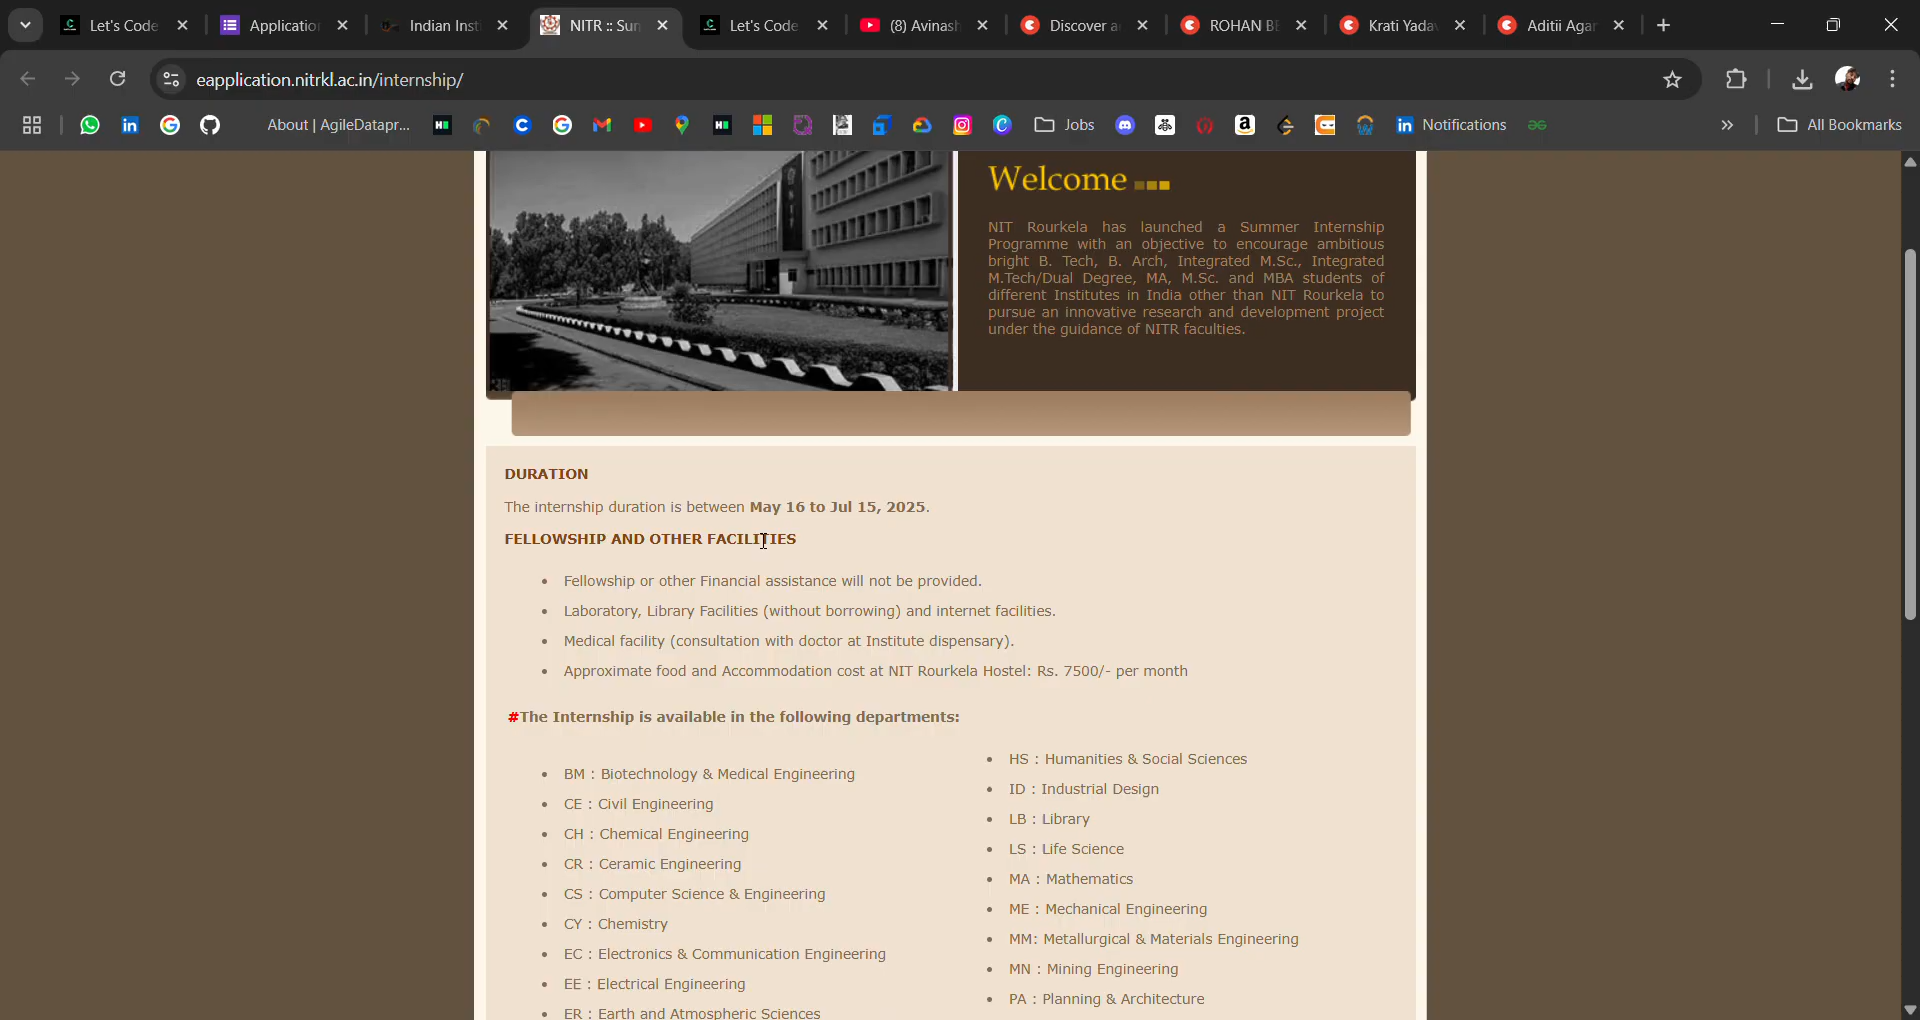 Let's Code
Application
Indian Inst
NITR :: Sun
Let's Code
(8) Avinash
Discover a
ROHAN BE
Krati Yada
Aditii Agar
eapplication.nitrkl.ac.in/internship/
About | AgileDatapr...
Jobs
Notifications
All Bookmarks
Welcome
NIT Rourkela has launched a Summer Internship
Programme with an objective to encourage ambitious
bright B. Tech, B. Arch, Integrated M.Sc., Integrated
M.Tech/Dual Degree, MA, M.Sc. and MBA students of
different Institutes in India other than NIT Rourkela to
pursue an innovative research and development project
under the guidance of NITR faculties.
DURATION
The internship duration is between May 16 to Jul 15, 2025.
FELLOWSHIP AND OTHER FACILITIES
Fellowship or other Financial assistance will not be provided.
Laboratory, Library Facilities (without borrowing) and internet facilities.
Medical facility (consultation with doctor at Institute dispensary).
Approximate food and Accommodation cost at NIT Rourkela Hostel: Rs. 7500/- per month
#The Internship is available in the following departments:
BM : Biotechnology & Medical Engineering
CE : Civil Engineering
CH : Chemical Engineering
CR : Ceramic Engineering
CS : Computer Science & Engineering
CY : Chemistry
EC : Electronics & Communication Engineering
EE : Electrical Engineering
ER : Earth and Atmospheric Sciences
HS : Humanities & Social Sciences
ID : Industrial Design
LB : Library
LS : Life Science
MA : Mathematics
ME : Mechanical Engineering
MM: Metallurgical & Materials Engineering
MN : Mining Engineering
PA : Planning & Architecture